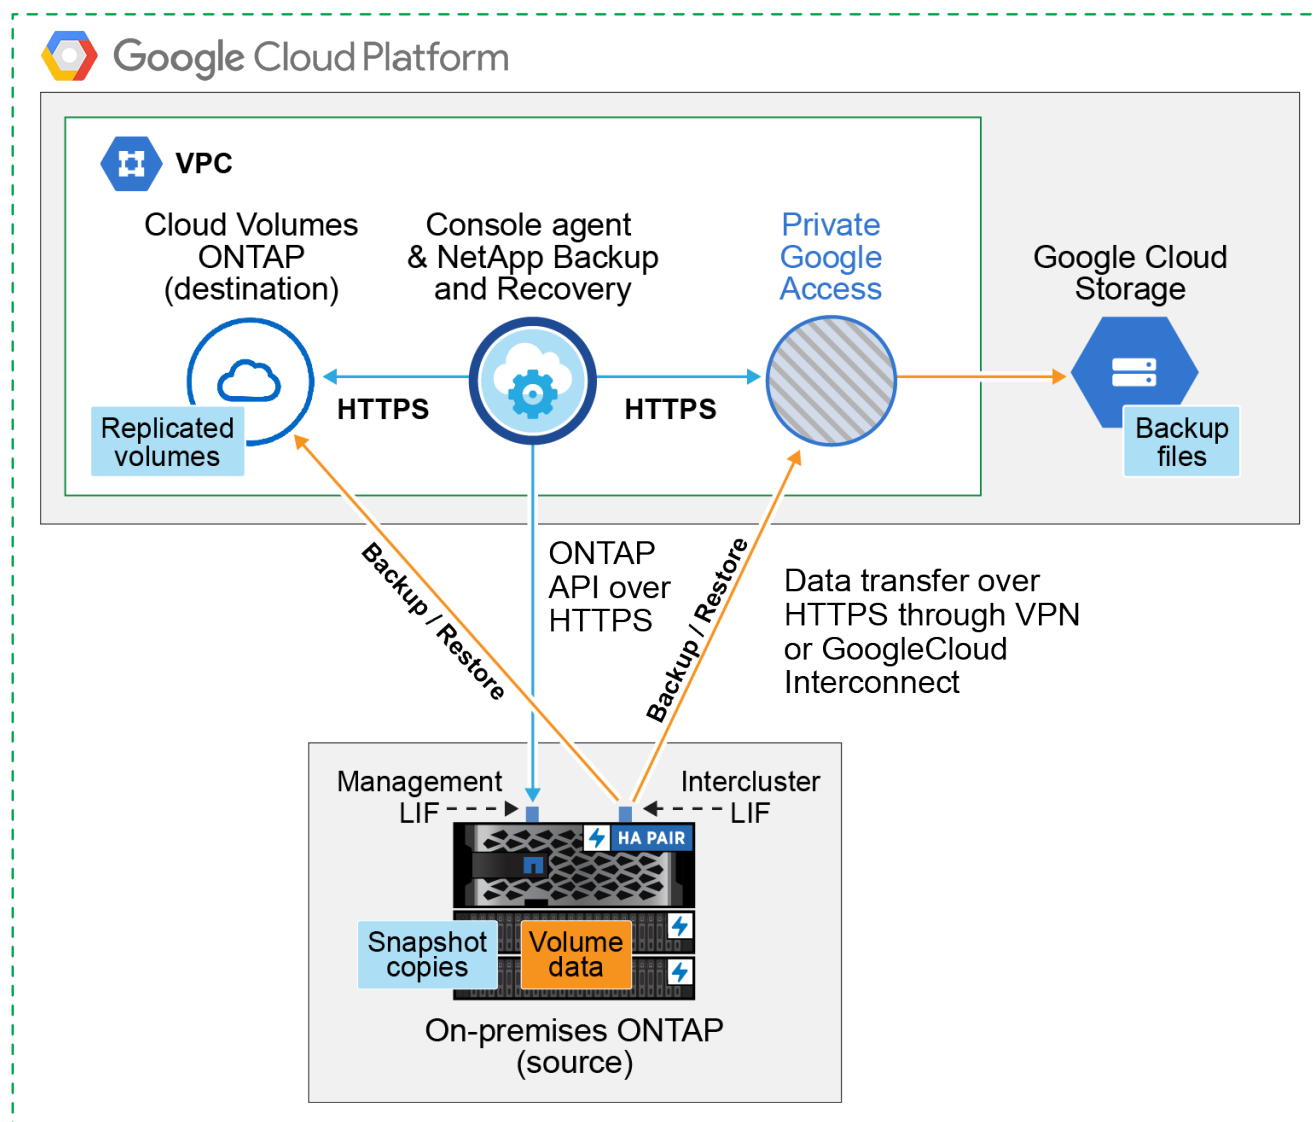 Google Cloud Platform
VPC
Cloud Volumes
ONTAP
(destination)
Console agent
& NetApp Backup
and Recovery
Private
Google
Access
Google Cloud
Storage
HTTPS
HTTPS
Replicated
volumes
Backup
files
Backup / Restore
ONTAP
API over
HTTPS
Backup / Restore
Data transfer over
HTTPS through VPN
or GoogleCloud
Interconnect
Management
LIF
Intercluster
LIF
HA PAIR
Snapshot
copies
Volume
data
On-premises ONTAP
(source)